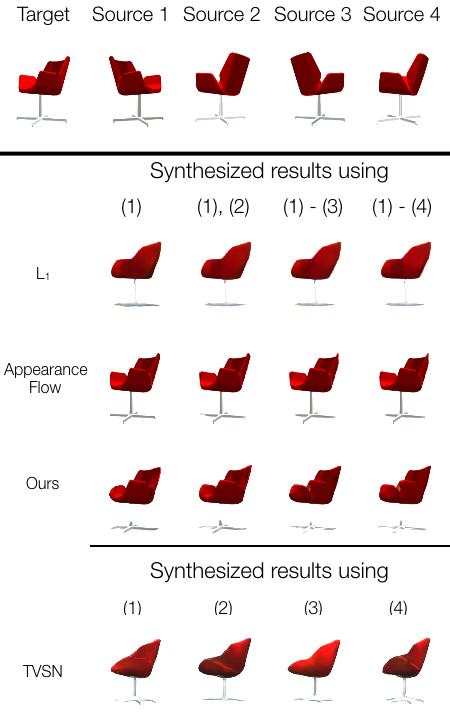 Target Source 1 Source 2 Source 3 Source 4
Synthesized results using
(1) (1), (2) (1) - (3) (1) - (4)
L₁
Appearance
Flow
Ours
Synthesized results using
(1) (2) (3) (4)
TVSN